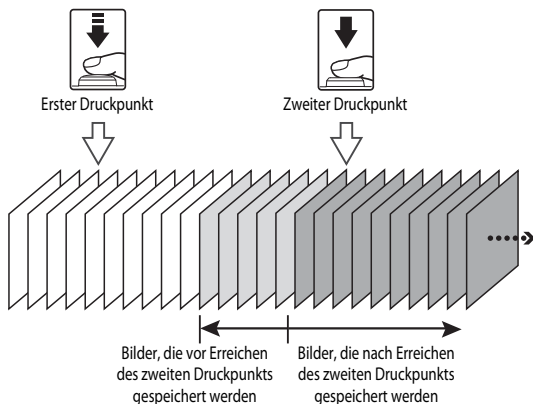 Erster Druckpunkt
Zweiter Druckpunkt
Bilder, die vor Erreichen
des zweiten Druckpunkts
gespeichert werden
Bilder, die nach Erreichen
des zweiten Druckpunkts
gespeichert werden